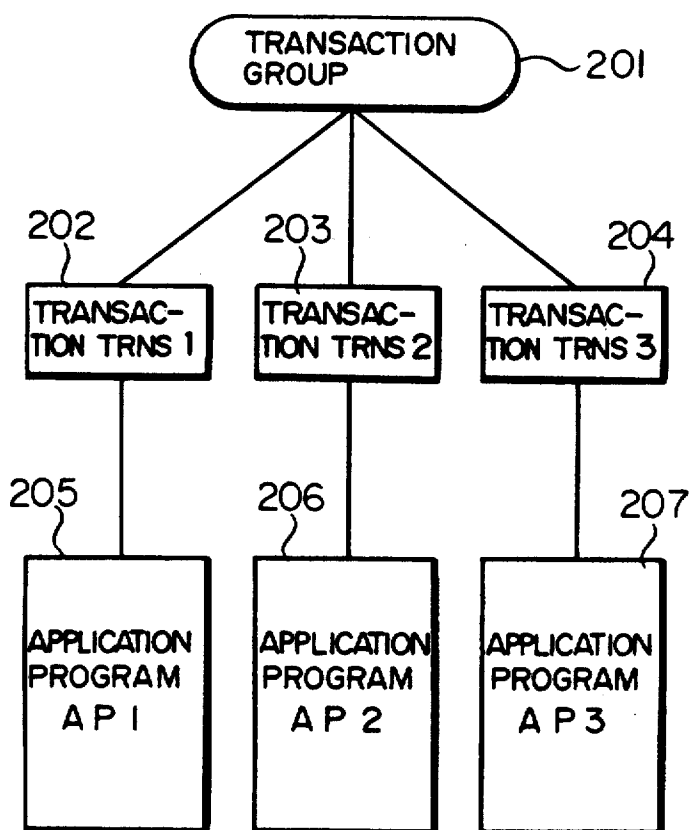 TRANSACTION
GROUP
201
202
203
204
TRANSAC-
TION TRNS 1
TRANSAC-
TION TRNS 2
TRANSAC-
TION TRNS 3
205
206
207
APPLICATION
PROGRAM
AP1
APPLICATION
PROGRAM
AP2
APPLICATION
PROGRAM
AP3